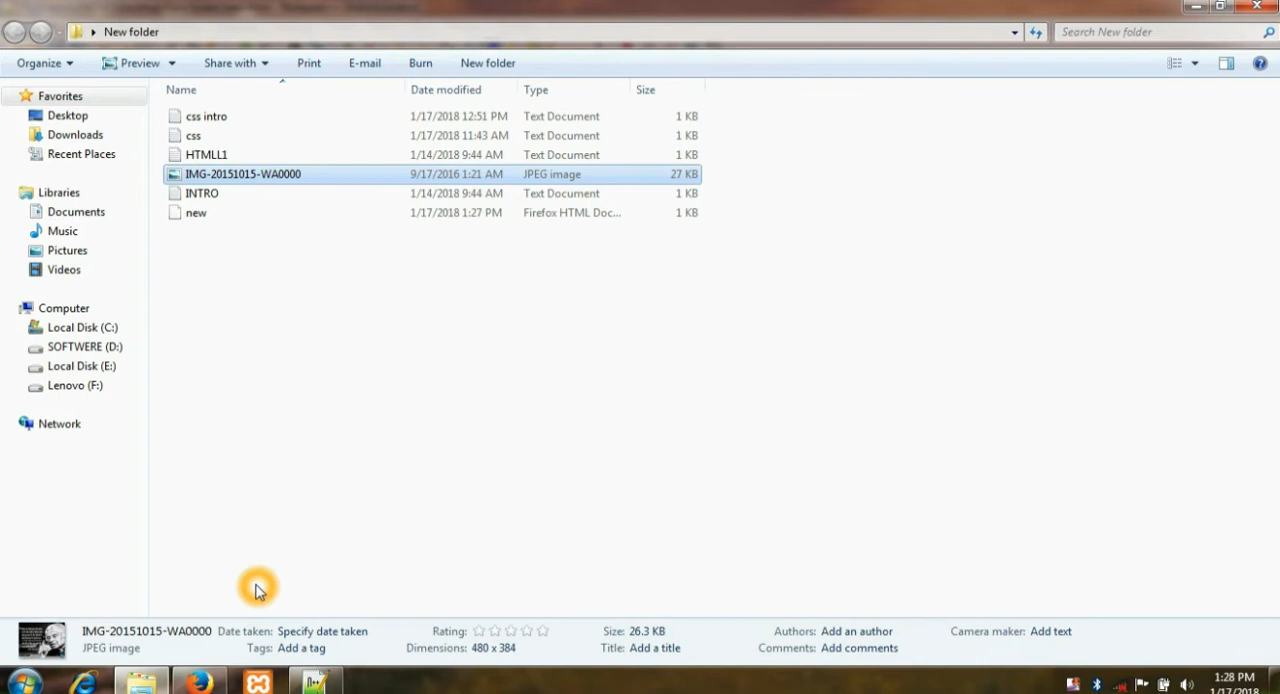 New folder
Search New folder
Organize Preview Share with Print E-mail Burn New folder
Name Date modified Type Size
Favorites
Desktop
Downloads
Recent Places
Libraries
Documents
Music
Pictures
Videos
Computer
Local Disk (C:)
SOFTWERE (D:)
Local Disk (E:)
Lenovo (F:)
Network
css intro 1/17/2018 12:51 PM Text Document 1 KB
css 1/17/2018 11:43 AM Text Document 1 KB
HTMLL1 1/14/2018 9:44 AM Text Document 1 KB
IMG-20151015-WA0000 9/17/2016 1:21 AM JPEG image 27 KB
INTRO 1/14/2018 9:44 AM Text Document 1 KB
new 1/17/2018 1:27 PM Firefox HTML Doc... 1 KB
IMG-20151015-WA0000 Date taken: Specify date taken Rating: Size: 26.3 KB Authors: Add an author Camera maker: Add text
JPEG image Tags: Add a tag Dimensions: 480 x 384 Title: Add a title Comments: Add comments
1:28 PM
1/17/2018